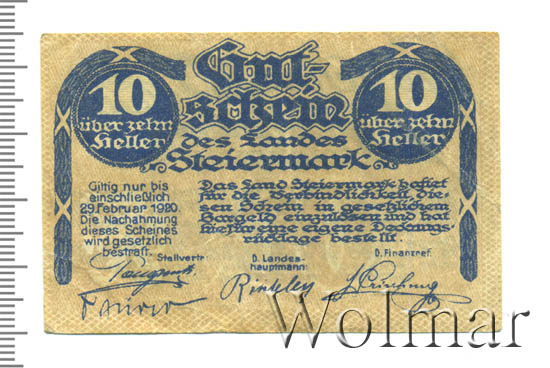 Gut-
schein
des Landes
Steiermark
10
über zehn
Heller
10
über zehn
Heller
Giltig nur bis
einschließlich
29. Februar 1920.
Die Nachahmung
dieses Scheines
wird gesetzlich
bestraft.
Das Land Steiermark haftet
für die Verbindlichkeit, die-
sen Schein in gesetzlichem
Bargeld einzulösen und hat
hiefür eine eigene Deckungs-
rücklage bestellt.
Stellvertr.
D. Landes-
hauptmann:
D. Finanzref.
Rintelen
Wolmar